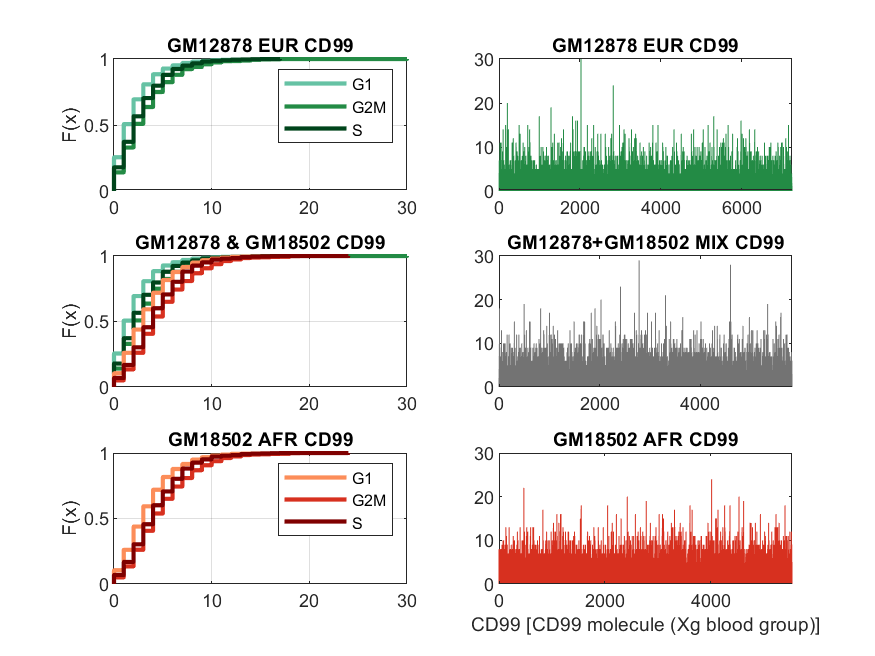 GM12878 EUR CD99
F(x)
1
0.5
0
0 10 20 30
G1
G2M
S
GM12878 EUR CD99
30
20
10
0
0 2000 4000 6000
GM12878 & GM18502 CD99
F(x)
1
0.5
0
0 10 20 30
GM12878+GM18502 MIX CD99
30
20
10
0
0 2000 4000
GM18502 AFR CD99
F(x)
1
0.5
0
0 10 20 30
G1
G2M
S
GM18502 AFR CD99
30
20
10
0
0 2000 4000
CD99 [CD99 molecule (Xg blood group)]